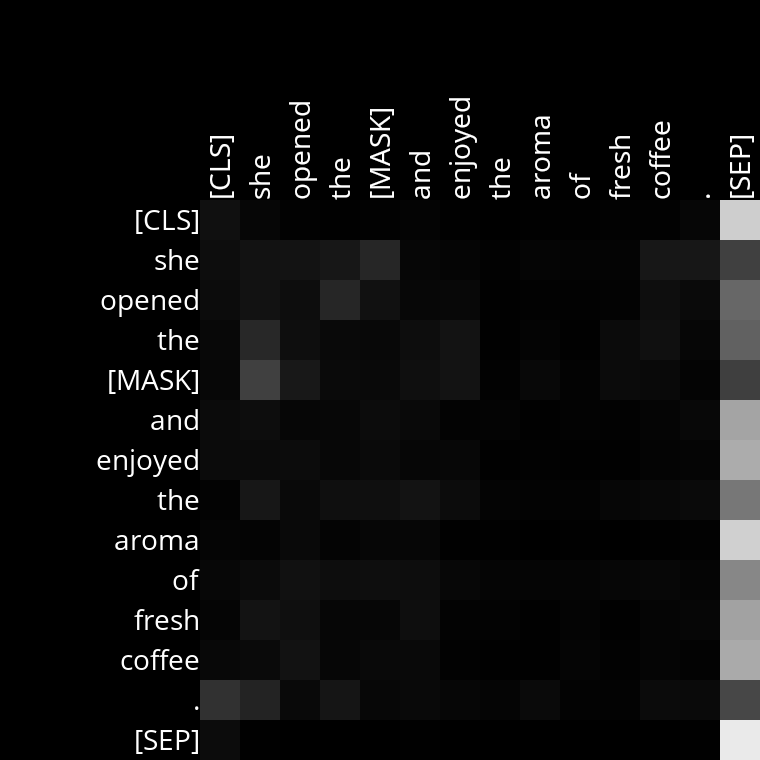 [CLS] she opened the [MASK] and enjoyed the aroma of fresh coffee . [SEP]
[CLS]
she
opened
the
[MASK]
and
enjoyed
the
aroma
of
fresh
coffee
.
[SEP]